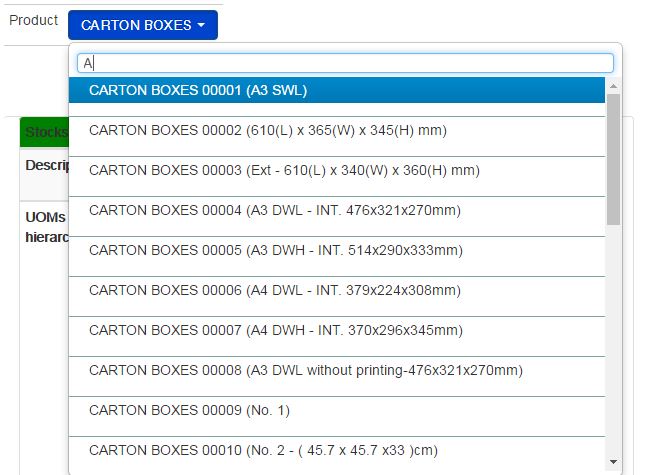 Product CARTON BOXES
A
CARTON BOXES 00001 (A3 SWL)
CARTON BOXES 00002 (610(L) x 365(W) x 345(H) mm)
Stocks
CARTON BOXES 00003 (Ext - 610(L) x 340(W) x 360(H) mm)
CARTON BOXES 00004 (A3 DWL - INT. 476x321x270mm)
UOMs
CARTON BOXES 00005 (A3 DWH - INT. 514x290x333mm)
CARTON BOXES 00006 (A4 DWL - INT. 379x224x308mm)
CARTON BOXES 00007 (A4 DWH - INT. 370x296x345mm)
CARTON BOXES 00008 (A3 DWL without printing-476x321x270mm)
CARTON BOXES 00009 (No. 1)
CARTON BOXES 00010 (No. 2 - ( 45.7 x 45.7 x33 )cm)